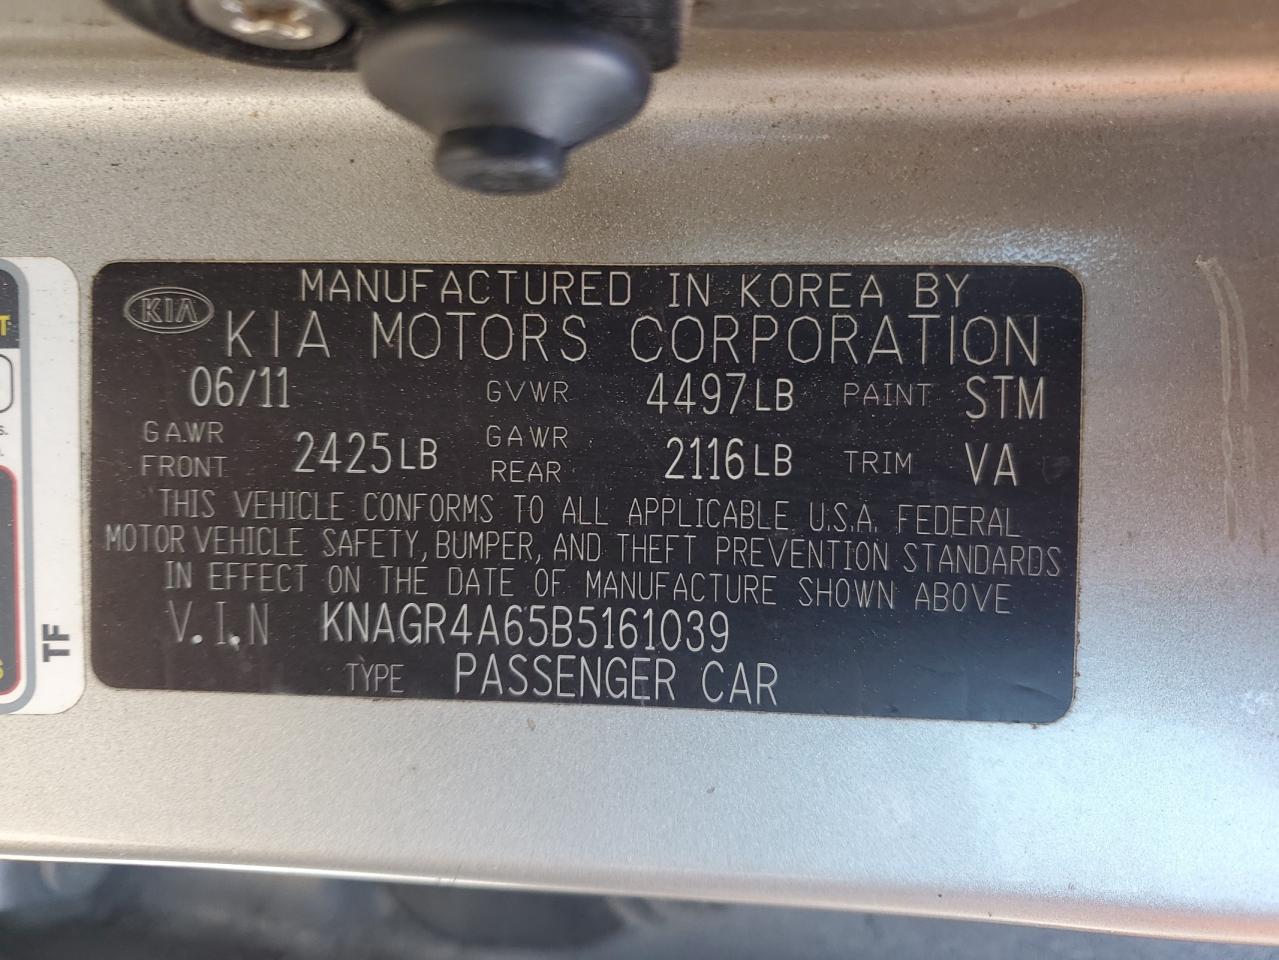 MANUFACTURED IN KOREA BY
KIA
KIA MOTORS CORPORATION
06/11 GVWR 4497LB PAINT STM
GAWR FRONT 2425LB GAWR REAR 2116LB TRIM VA
THIS VEHICLE CONFORMS TO ALL APPLICABLE U.S.A. FEDERAL
MOTOR VEHICLE SAFETY, BUMPER, AND THEFT PREVENTION STANDARDS
IN EFFECT ON THE DATE OF MANUFACTURE SHOWN ABOVE
V.I.N KNAGR4A65B5161039
TYPE PASSENGER CAR
TF